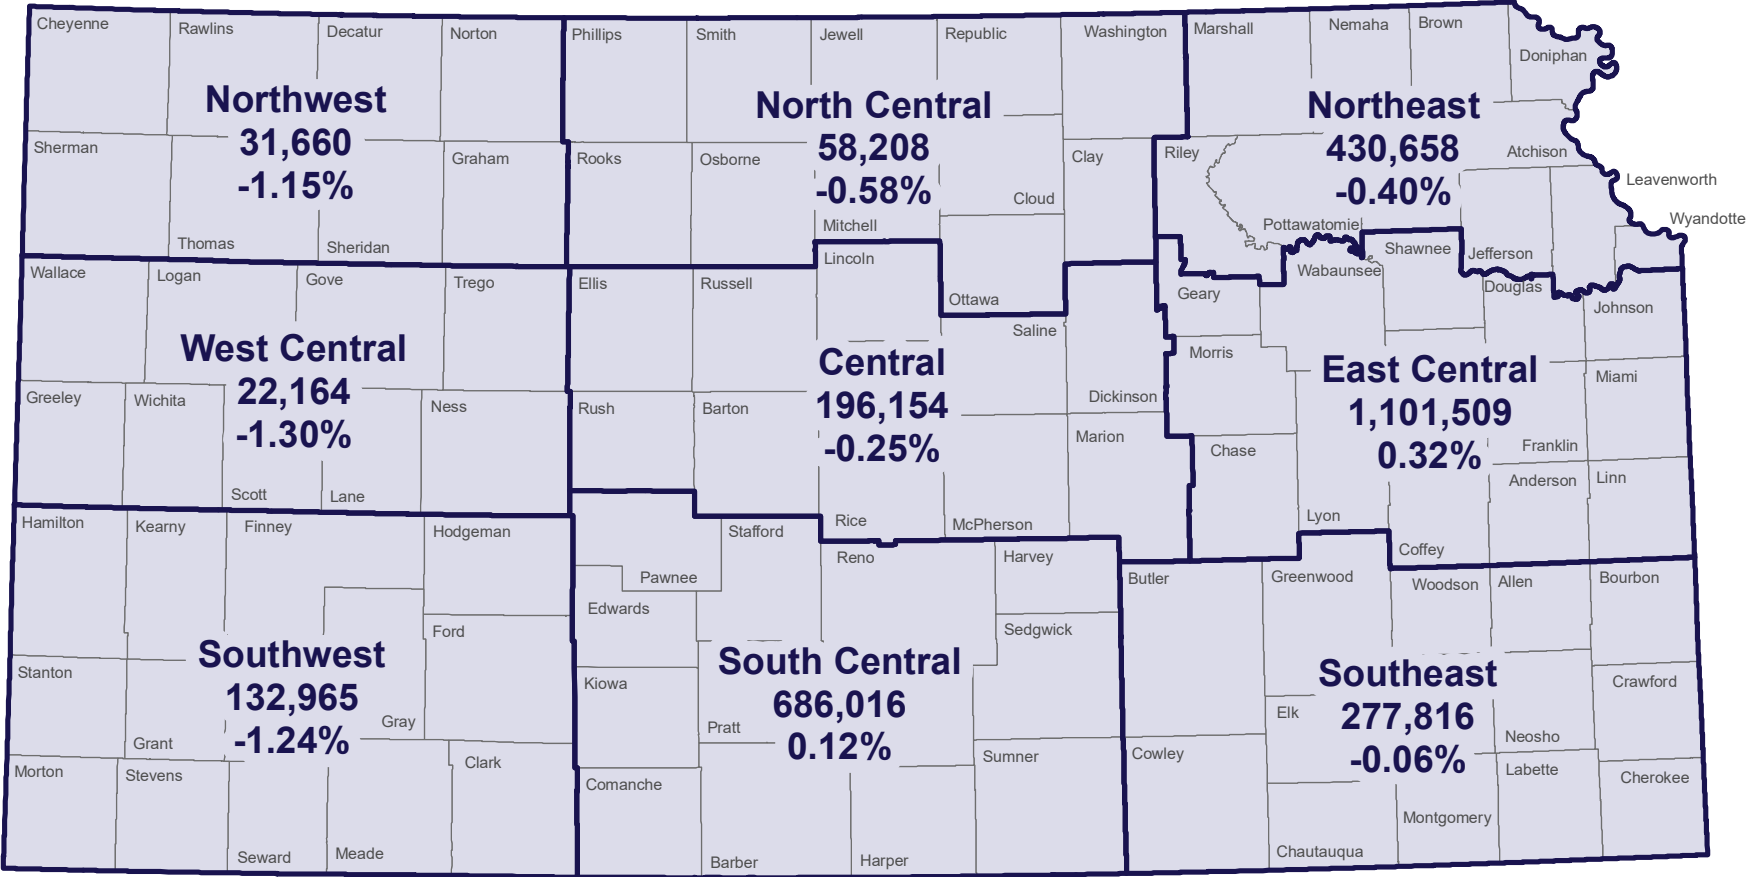 Cheyenne
Rawlins
Decatur
Norton
Phillips
Smith
Jewell
Republic
Washington
Marshall
Nemaha
Brown
Doniphan
Northwest
31,660
-1.15%
North Central
58,208
-0.58%
Northeast
430,658
-0.40%
Sherman
Graham
Rooks
Osborne
Clay
Riley
Atchison
Leavenworth
Wyandotte
Thomas
Sheridan
Mitchell
Cloud
Pottawatomie
Shawnee
Jefferson
Wallace
Logan
Gove
Trego
Ellis
Russell
Lincoln
Ottawa
Saline
Geary
Wabaunsee
Douglas
Johnson
West Central
22,164
-1.30%
Central
196,154
-0.25%
East Central
1,101,509
0.32%
Morris
Miami
Greeley
Wichita
Ness
Rush
Barton
Dickinson
Marion
Chase
Franklin
Anderson
Linn
Scott
Lane
Rice
McPherson
Lyon
Coffey
Hamilton
Kearny
Finney
Hodgeman
Stafford
Pawnee
Reno
Harvey
Butler
Greenwood
Woodson
Allen
Bourbon
Edwards
Ford
Sedgwick
Southwest
132,965
-1.24%
South Central
686,016
0.12%
Southeast
277,816
-0.06%
Stanton
Kiowa
Crawford
Gray
Grant
Pratt
Elk
Neosho
Morton
Stevens
Clark
Comanche
Sumner
Cowley
Labette
Cherokee
Montgomery
Seward
Meade
Barber
Harper
Chautauqua